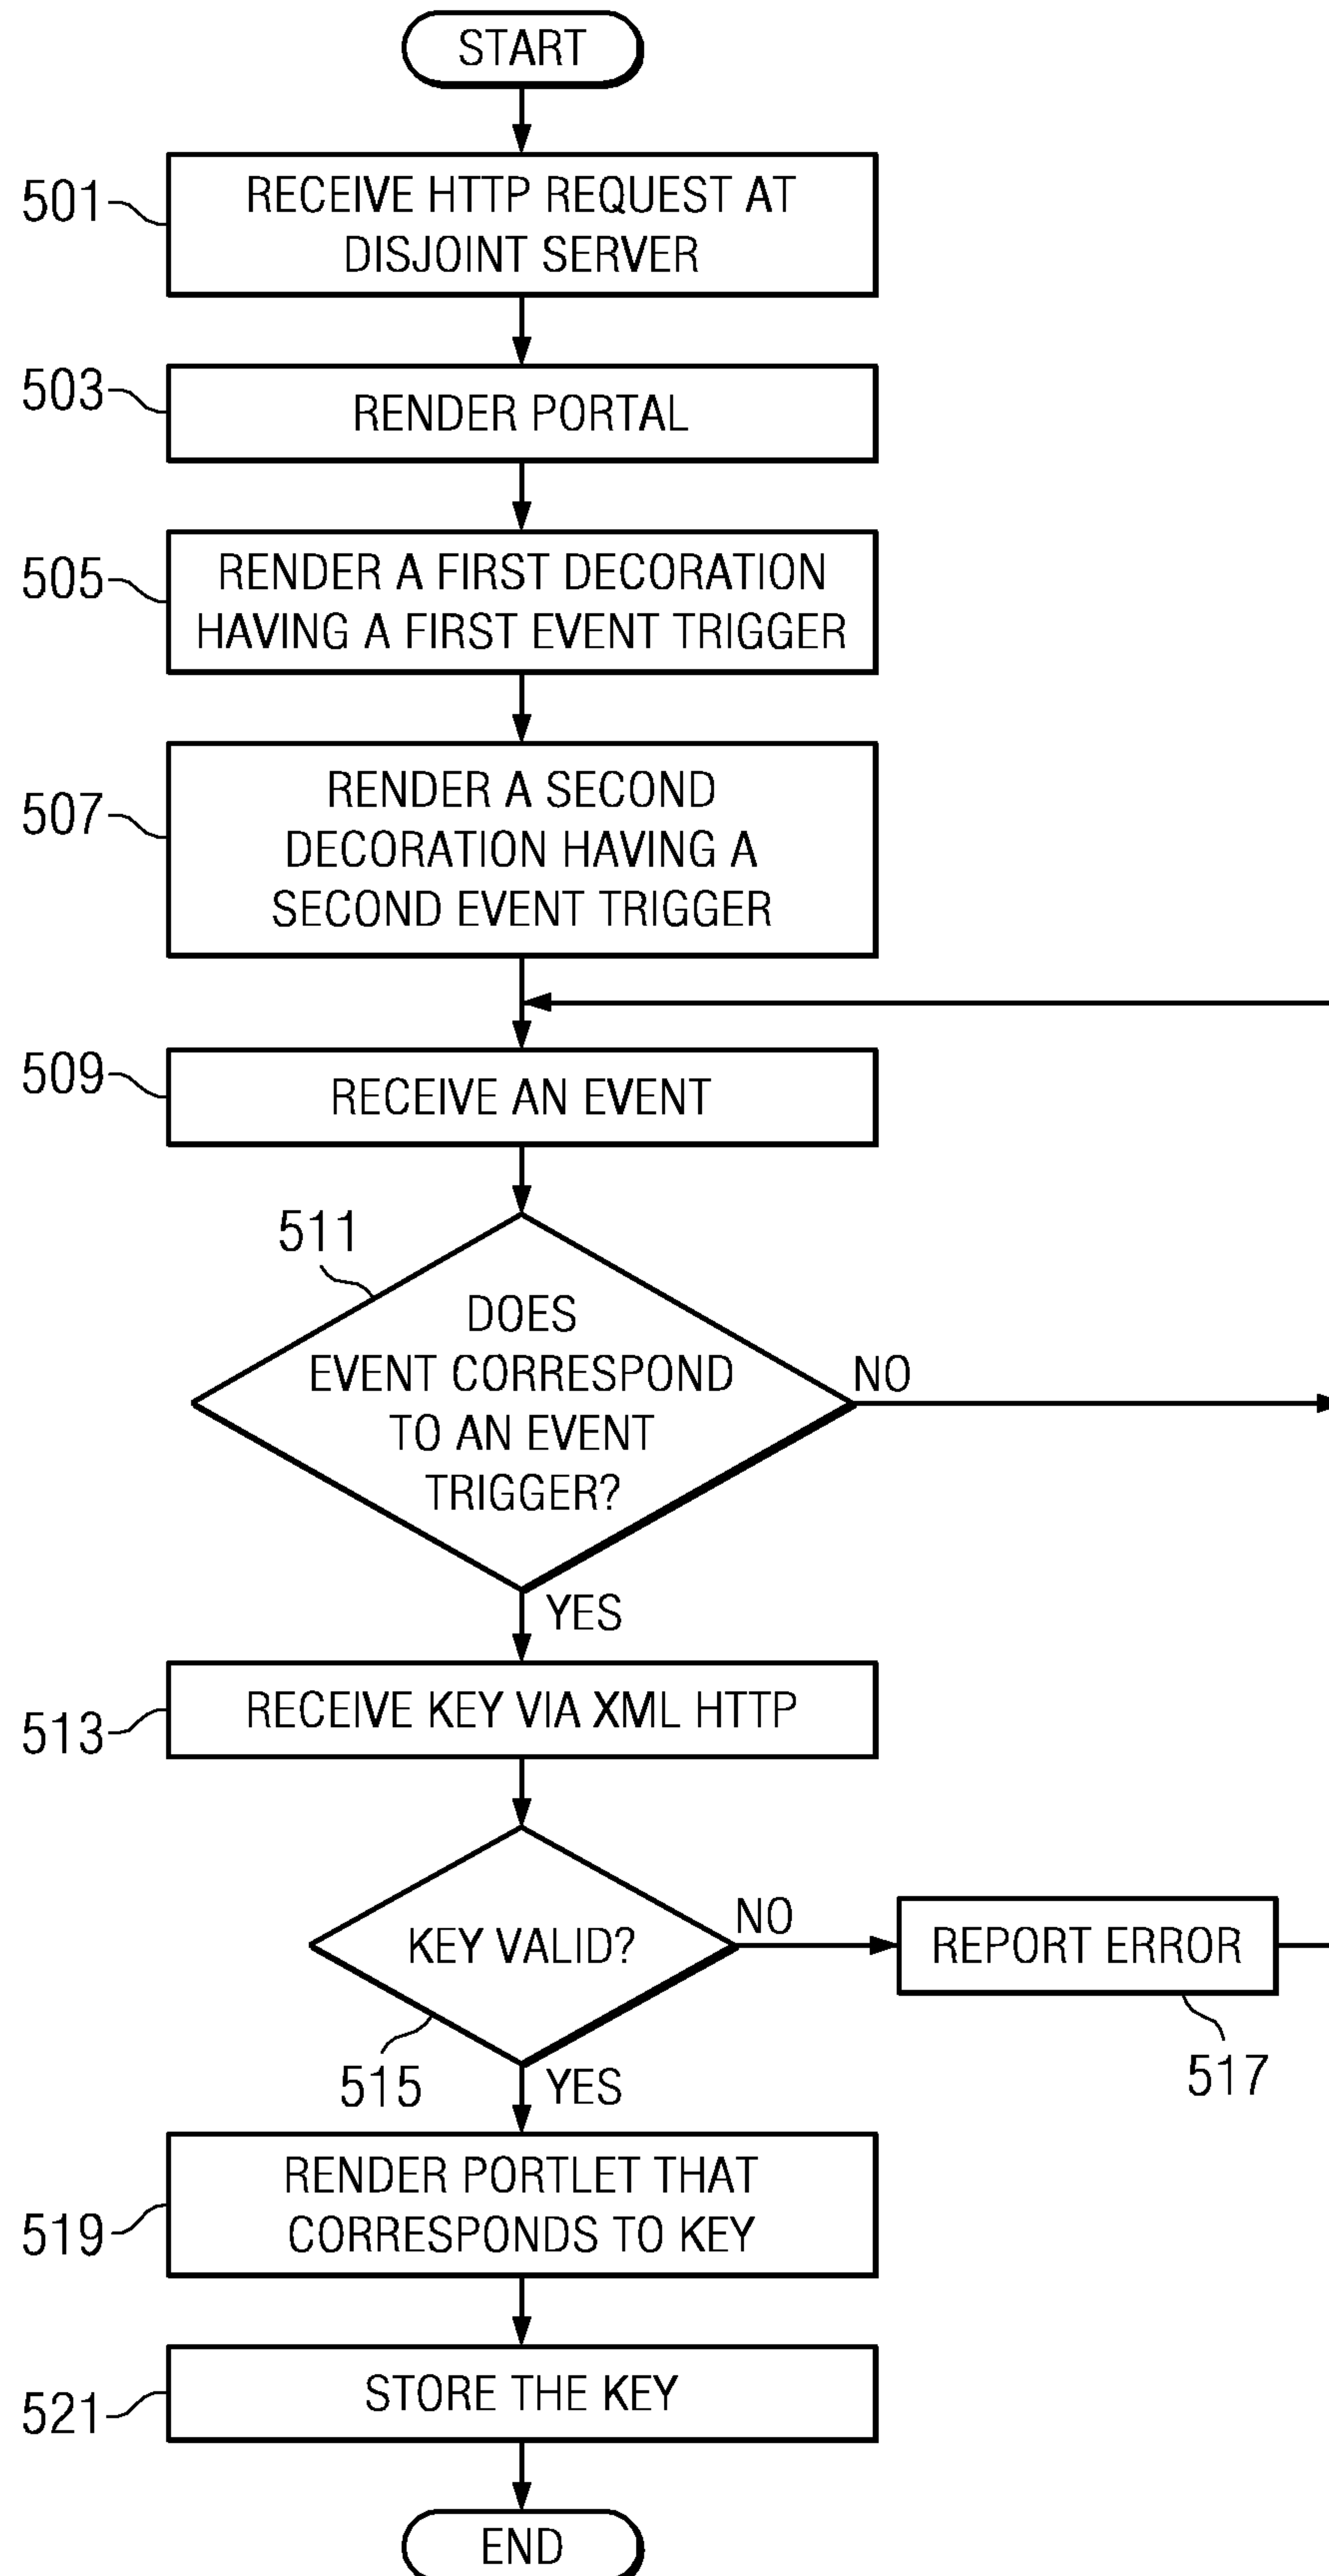 START
501
RECEIVE HTTP REQUEST AT
DISJOINT SERVER
503
RENDER PORTAL
505
RENDER A FIRST DECORATION
HAVING A FIRST EVENT TRIGGER
507
RENDER A SECOND
DECORATION HAVING A
SECOND EVENT TRIGGER
509
RECEIVE AN EVENT
511
DOES
EVENT CORRESPOND
TO AN EVENT
TRIGGER?
NO
YES
513
RECEIVE KEY VIA XML HTTP
KEY VALID?
515
NO
REPORT ERROR
517
YES
519
RENDER PORTLET THAT
CORRESPONDS TO KEY
521
STORE THE KEY
END